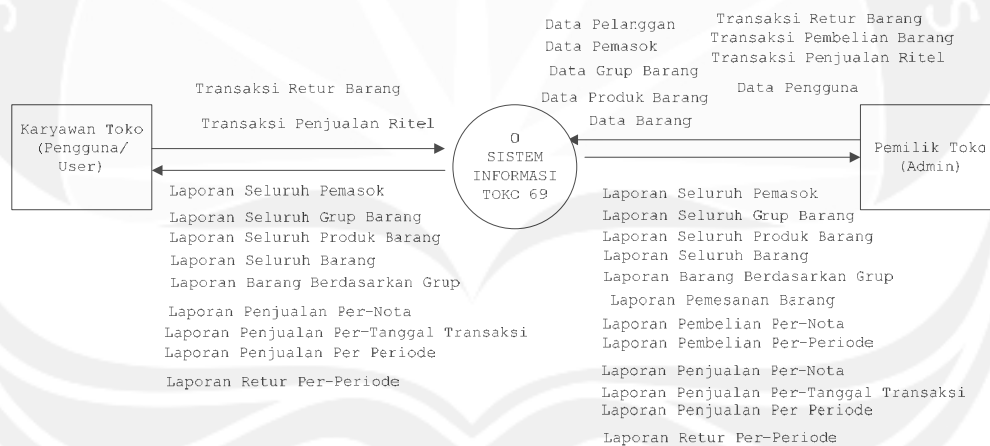 Data Pelanggan
Data Pemasok
Data Grup Barang
Data Produk Barang
Data Barang
Transaksi Retur Barang
Transaksi Pembelian Barang
Transaksi Penjualan Ritel
Data Pengguna
Transaksi Retur Barang
Transaksi Penjualan Ritel
Karyawan Toko
(Pengguna/
User)
0
SISTEM
INFORMASI
TOKO 69
Pemilik Toko
(Admin)
Laporan Seluruh Pemasok
Laporan Seluruh Grup Barang
Laporan Seluruh Produk Barang
Laporan Seluruh Barang
Laporan Barang Berdasarkan Grup
Laporan Penjualan Per-Nota
Laporan Penjualan Per-Tanggal Transaksi
Laporan Penjualan Per Periode
Laporan Retur Per-Periode
Laporan Seluruh Pemasok
Laporan Seluruh Grup Barang
Laporan Seluruh Produk Barang
Laporan Seluruh Barang
Laporan Barang Berdasarkan Grup
Laporan Pemesanan Barang
Laporan Pembelian Per-Nota
Laporan Pembelian Per-Periode
Laporan Penjualan Per-Nota
Laporan Penjualan Per-Tanggal Transaksi
Laporan Penjualan Per Periode
Laporan Retur Per-Periode